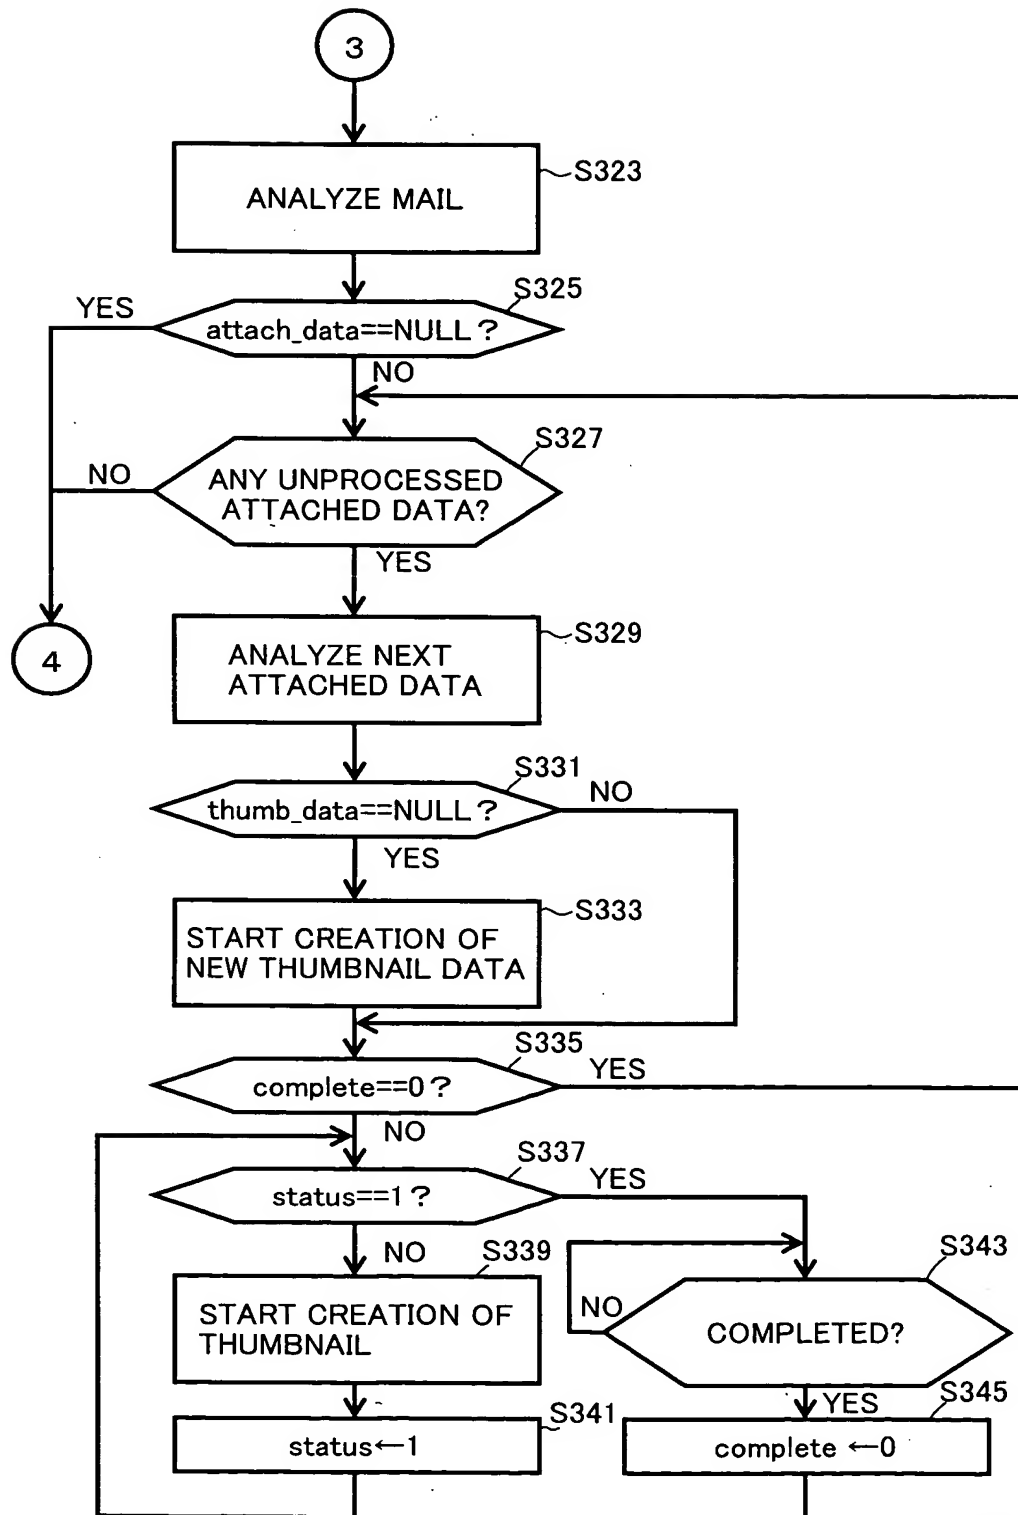 3
ANALYZE MAIL
S323
S325
YES
attach_data==NULL?
NO
S327
NO
ANY UNPROCESSED
ATTACHED DATA?
YES
4
S329
ANALYZE NEXT
ATTACHED DATA
S331
thumb_data==NULL?
NO
YES
S333
START CREATION OF
NEW THUMBNAIL DATA
S335
complete==0?
YES
NO
S337
status==1?
YES
NO
S339
START CREATION OF
THUMBNAIL
S343
NO
COMPLETED?
YES
S341
status←1
S345
complete ←0